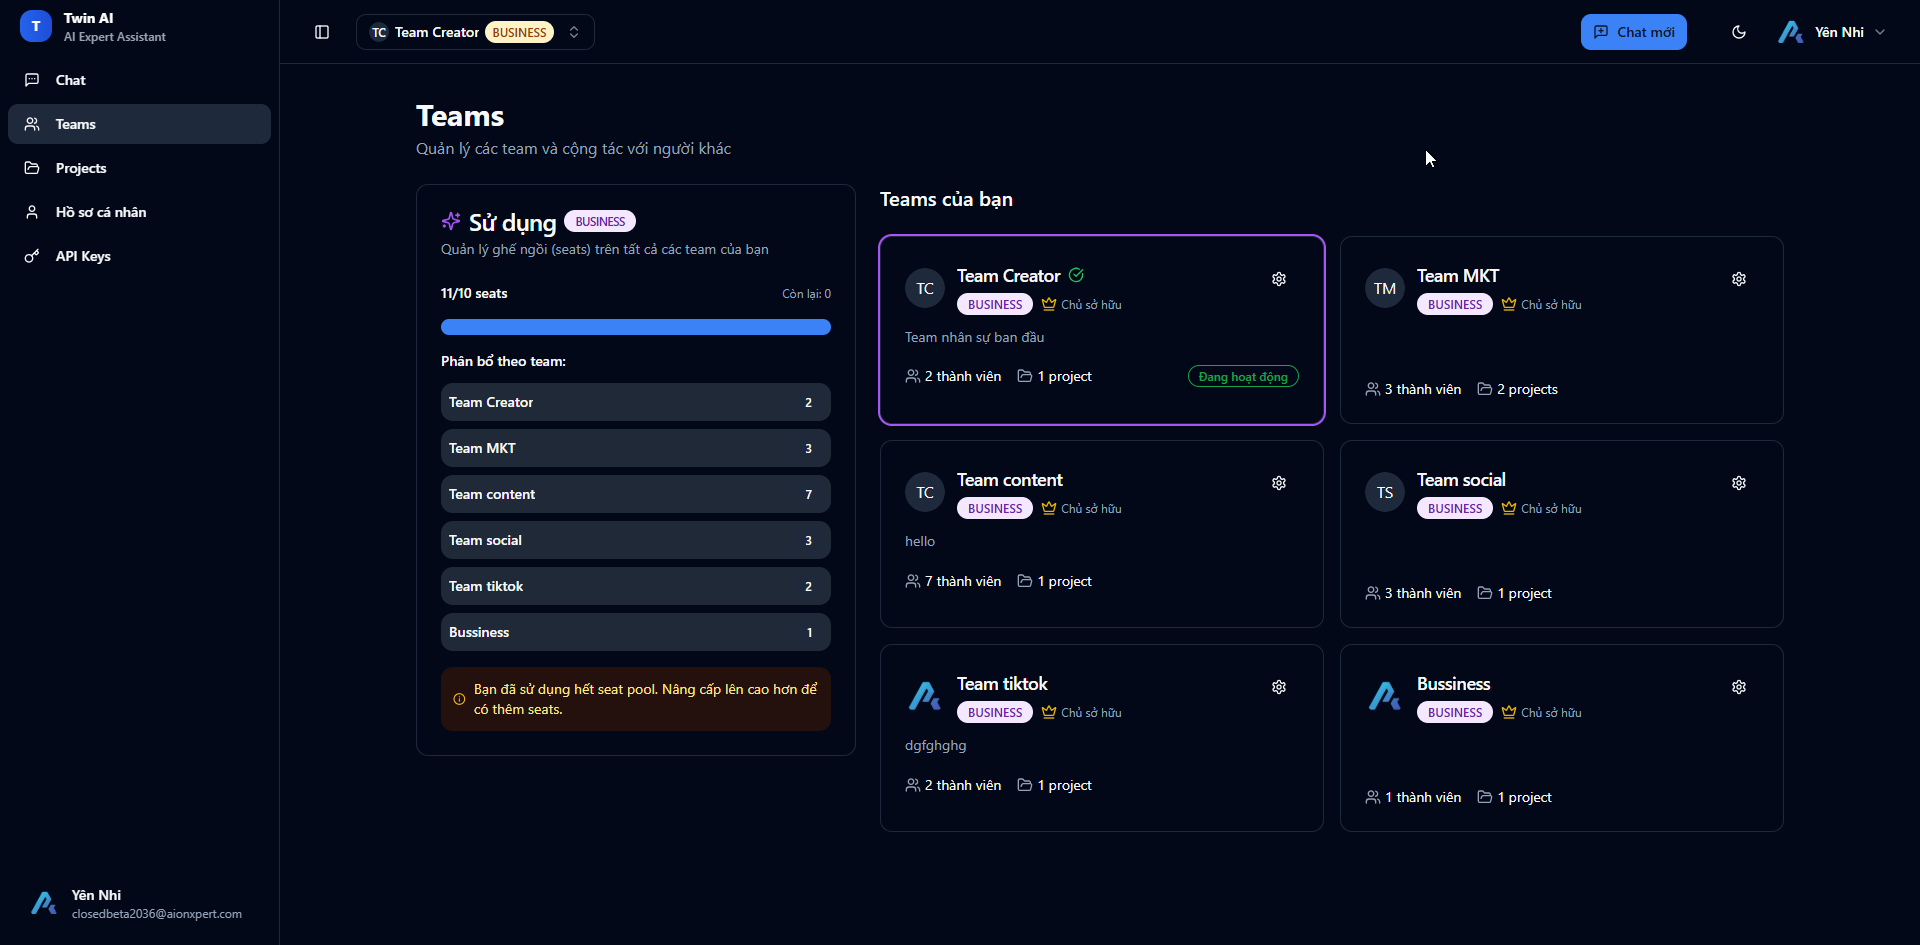 T
Twin AI
AI Expert Assistant
Chat
Teams
Projects
Hồ sơ cá nhân
API Keys
Yên Nhi
closedbeta2036@aionxpert.com
TC Team Creator BUSINESS
Chat mới
Yên Nhi
Teams
Quản lý các team và cộng tác với người khác
Sử dụng BUSINESS
Quản lý ghế ngồi (seats) trên tất cả các team của bạn
11/10 seats Còn lại: 0
Phân bổ theo team:
Team Creator 2
Team MKT 3
Team content 7
Team social 3
Team tiktok 2
Bussiness 1
Bạn đã sử dụng hết seat pool. Nâng cấp lên cao hơn để
có thêm seats.
Teams của bạn
TC
Team Creator
BUSINESS Chủ sở hữu
Team nhân sự ban đầu
2 thành viên 1 project Đang hoạt động
TM
Team MKT
BUSINESS Chủ sở hữu
3 thành viên 2 projects
TC
Team content
BUSINESS Chủ sở hữu
hello
7 thành viên 1 project
TS
Team social
BUSINESS Chủ sở hữu
3 thành viên 1 project
Team tiktok
BUSINESS Chủ sở hữu
dgfghghg
2 thành viên 1 project
Bussiness
BUSINESS Chủ sở hữu
1 thành viên 1 project